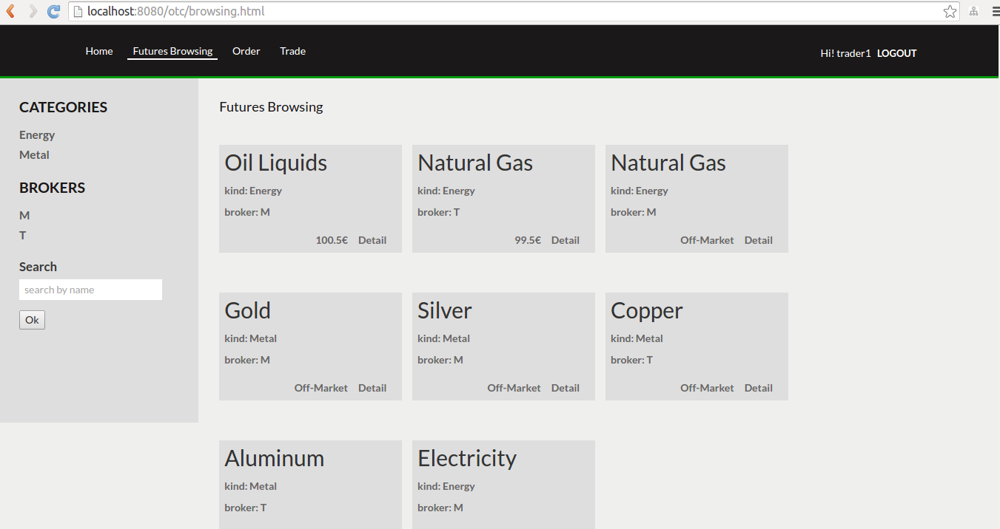 localhost:8080/otc/browsing.html
Home Futures Browsing Order Trade Hi! trader1 LOGOUT
CATEGORIES
Energy
Metal
BROKERS
M
T
Search
search by name
Ok
Futures Browsing
Oil Liquids
kind: Energy
broker: M
100.5€ Detail
Natural Gas
kind: Energy
broker: T
99.5€ Detail
Natural Gas
kind: Energy
broker: M
Off-Market Detail
Gold
kind: Metal
broker: M
Off-Market Detail
Silver
kind: Metal
broker: M
Off-Market Detail
Copper
kind: Metal
broker: T
Off-Market Detail
Aluminum
kind: Metal
broker: T
Electricity
kind: Energy
broker: M